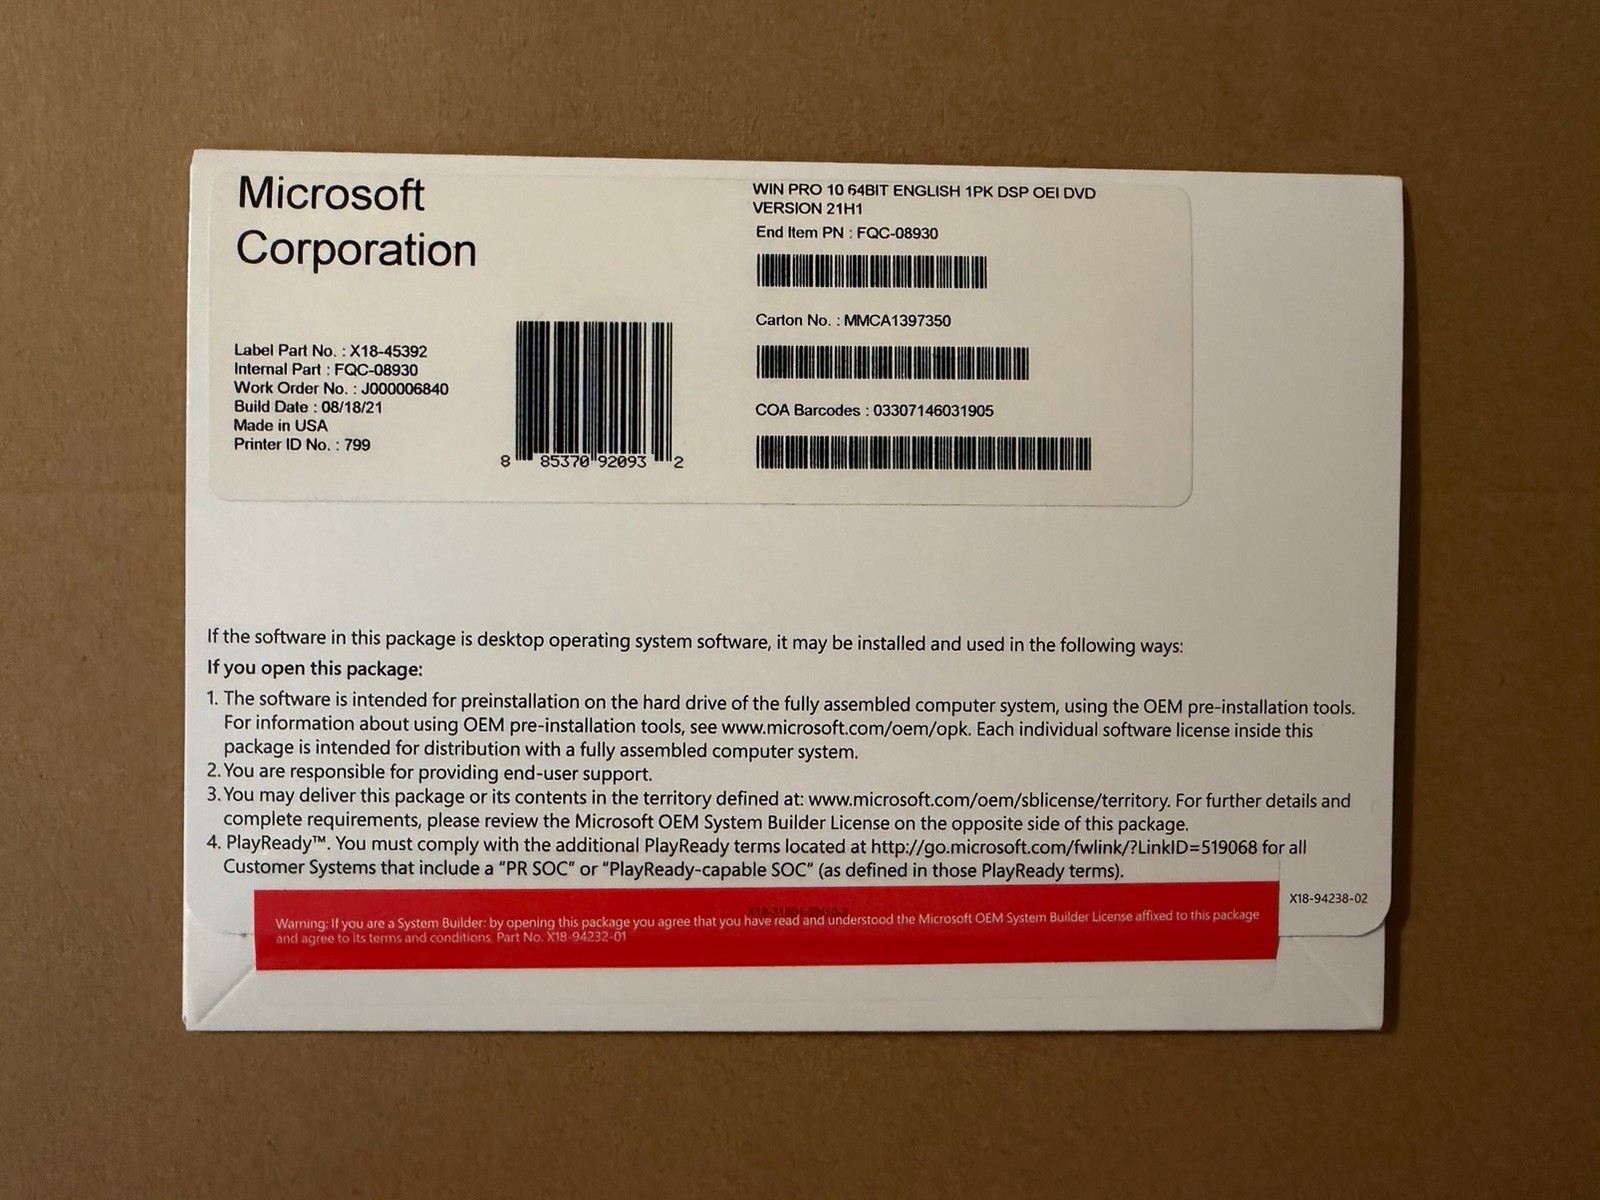 Microsoft
Corporation
Label Part No. : X18-45392
Internal Part : FQC-08930
Work Order No. : J000006840
Build Date : 08/18/21
Made in USA
Printer ID No. : 799
8 85370 92093 2
WIN PRO 10 64BIT ENGLISH 1PK DSP OEI DVD
VERSION 21H1
End Item PN : FQC-08930
Carton No. : MMCA1397350
COA Barcodes : 03307146031905
If the software in this package is desktop operating system software, it may be installed and used in the following ways:
If you open this package:
1. The software is intended for preinstallation on the hard drive of the fully assembled computer system, using the OEM pre-installation tools.
For information about using OEM pre-installation tools, see www.microsoft.com/oem/opk. Each individual software license inside this
package is intended for distribution with a fully assembled computer system.
2. You are responsible for providing end-user support.
3. You may deliver this package or its contents in the territory defined at: www.microsoft.com/oem/sblicense/territory. For further details and
complete requirements, please review the Microsoft OEM System Builder License on the opposite side of this package.
4. PlayReady™. You must comply with the additional PlayReady terms located at http://go.microsoft.com/fwlink/?LinkID=519068 for all
Customer Systems that include a “PR SOC” or “PlayReady-capable SOC” (as defined in those PlayReady terms).
X18-94238-02
Warning: If you are a System Builder: by opening this package you agree that you have read and understood the Microsoft OEM System Builder License affixed to this package
and agree to its terms and conditions. Part No. X18-94232-01